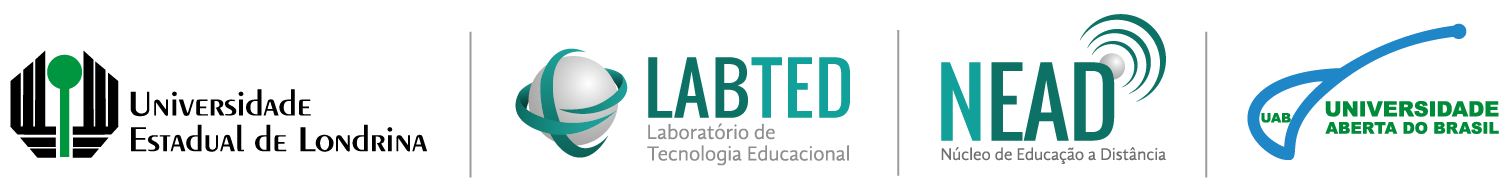 Universidade
Estadual de Londrina
LABTED
Laboratório de
Tecnologia Educacional
NEAD
Núcleo de Educação a Distância
UAB
UNIVERSIDADE
ABERTA DO BRASIL